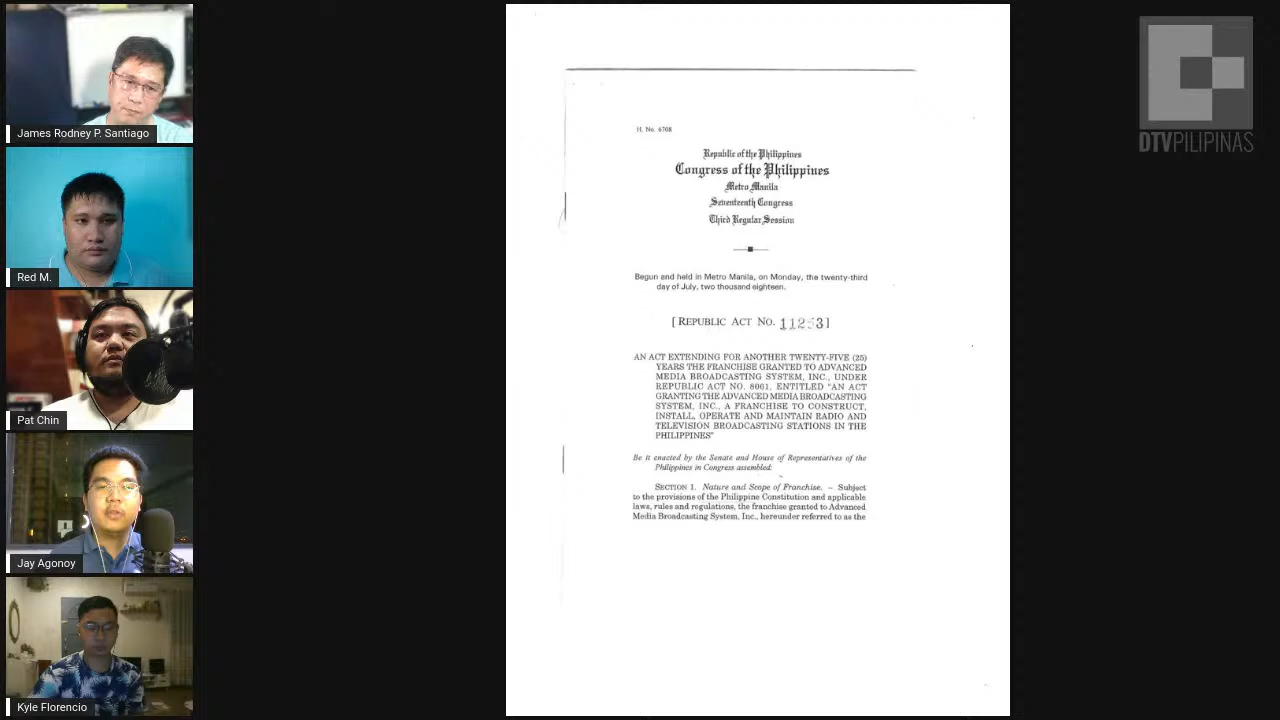 James Rodney P. Santiago
Red M.
Pat Chin
Jay Agonoy
Kyle Florencio
H. No. 6708
Republic of the Philippines
Congress of the Philippines
Metro Manila
Seventeenth Congress
Third Regular Session
Begun and held in Metro Manila, on Monday, the twenty-third
day of July, two thousand eighteen.
[ REPUBLIC ACT NO. 11253 ]
AN ACT EXTENDING FOR ANOTHER TWENTY-FIVE (25)
YEARS THE FRANCHISE GRANTED TO ADVANCED
MEDIA BROADCASTING SYSTEM, INC., UNDER
REPUBLIC ACT NO. 8061, ENTITLED "AN ACT
GRANTING THE ADVANCED MEDIA BROADCASTING
SYSTEM, INC., A FRANCHISE TO CONSTRUCT,
INSTALL, OPERATE AND MAINTAIN RADIO AND
TELEVISION BROADCASTING STATIONS IN THE
PHILIPPINES"
Be it enacted by the Senate and House of Representatives of the
Philippines in Congress assembled:
SECTION 1. Nature and Scope of Franchise. – Subject
to the provisions of the Philippine Constitution and applicable
laws, rules and regulations, the franchise granted to Advanced
Media Broadcasting System, Inc., hereunder referred to as the
DTVPILIPINAS